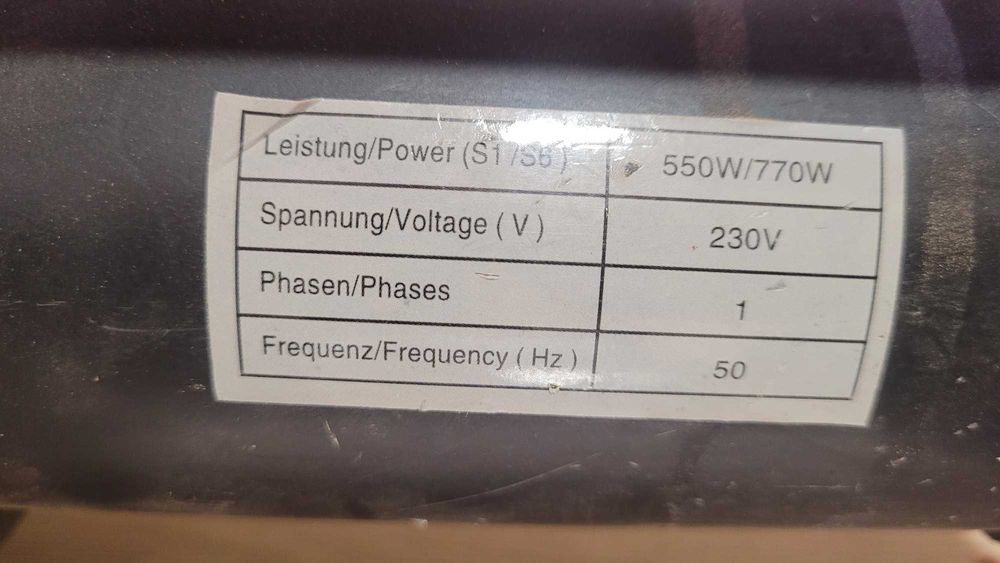 Leistung/Power (S1/S6) 550W/770W
Spannung/Voltage (V) 230V
Phasen/Phases 1
Frequenz/Frequency (Hz) 50